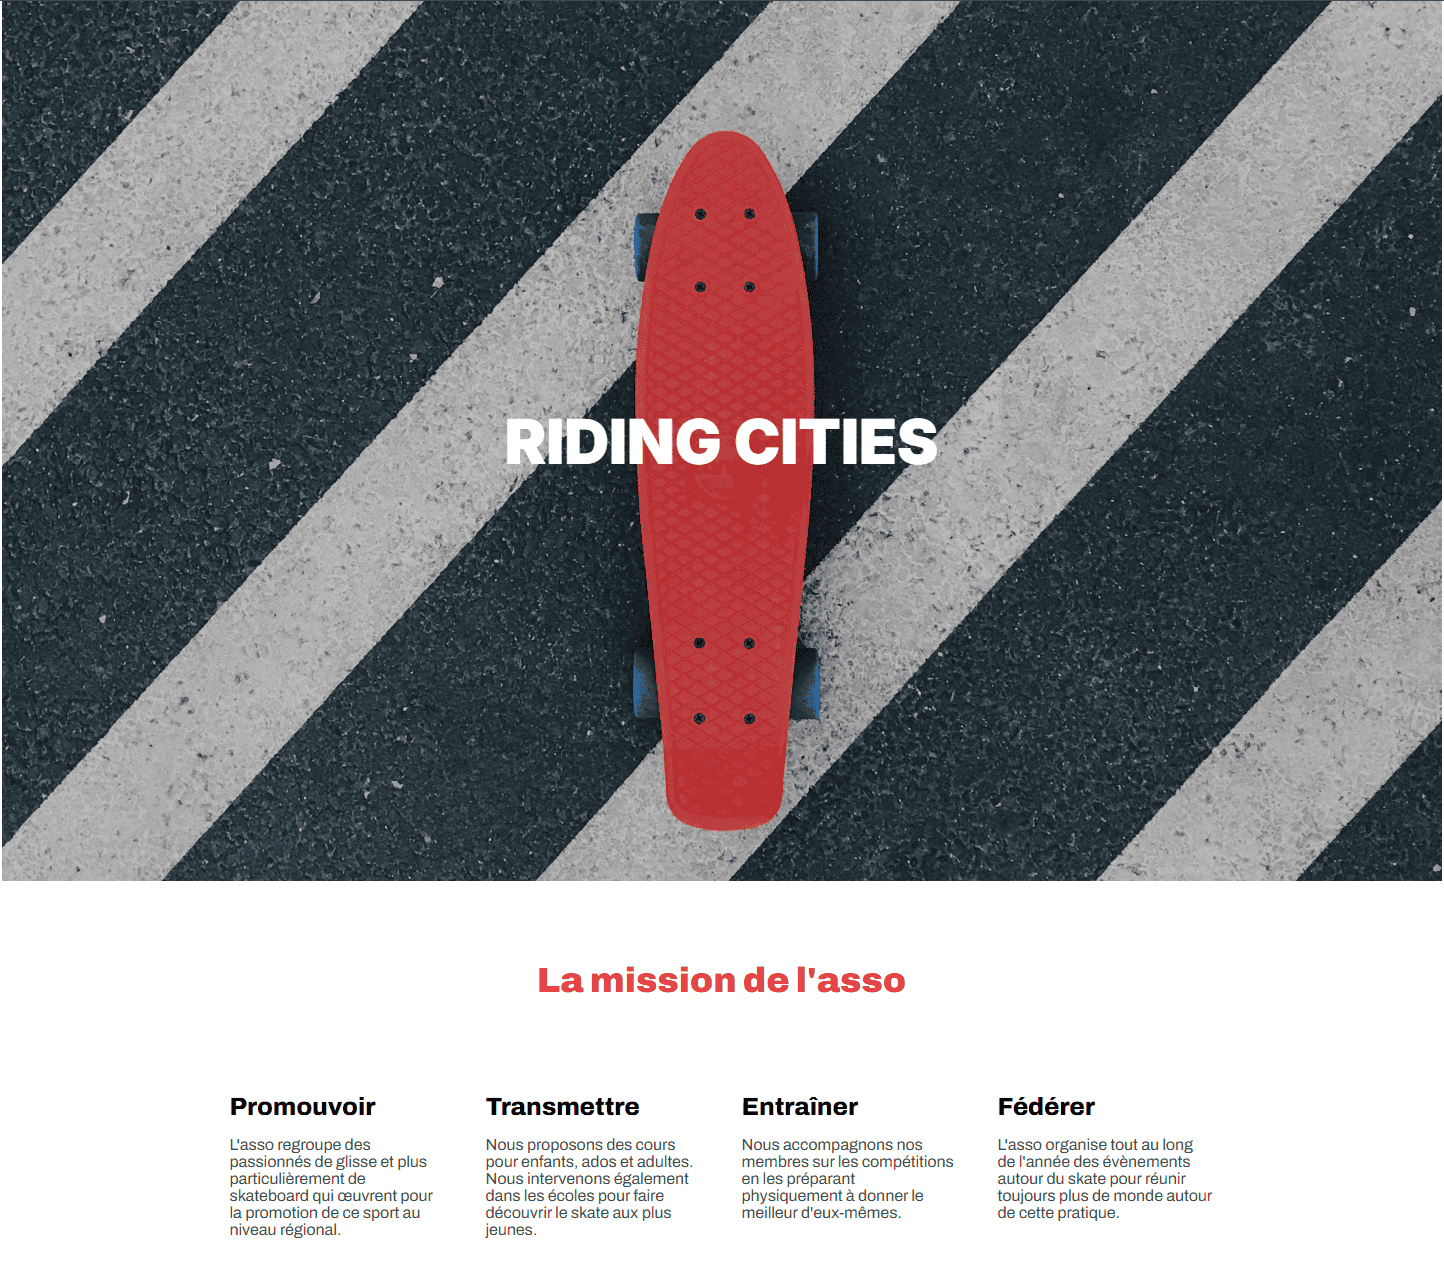 RIDING CITIES
La mission de l'asso
Promouvoir
L'asso regroupe des
passionnés de glisse et plus
particulièrement de
skateboard qui œuvrent pour
la promotion de ce sport au
niveau régional.
Transmettre
Nous proposons des cours
pour enfants, ados et adultes.
Nous intervenons également
dans les écoles pour faire
découvrir le skate aux plus
jeunes.
Entraîner
Nous accompagnons nos
membres sur les compétitions
en les préparant
physiquement à donner le
meilleur d'eux-mêmes.
Fédérer
L'asso organise tout au long
de l'année des évènements
autour du skate pour réunir
toujours plus de monde autour
de cette pratique.